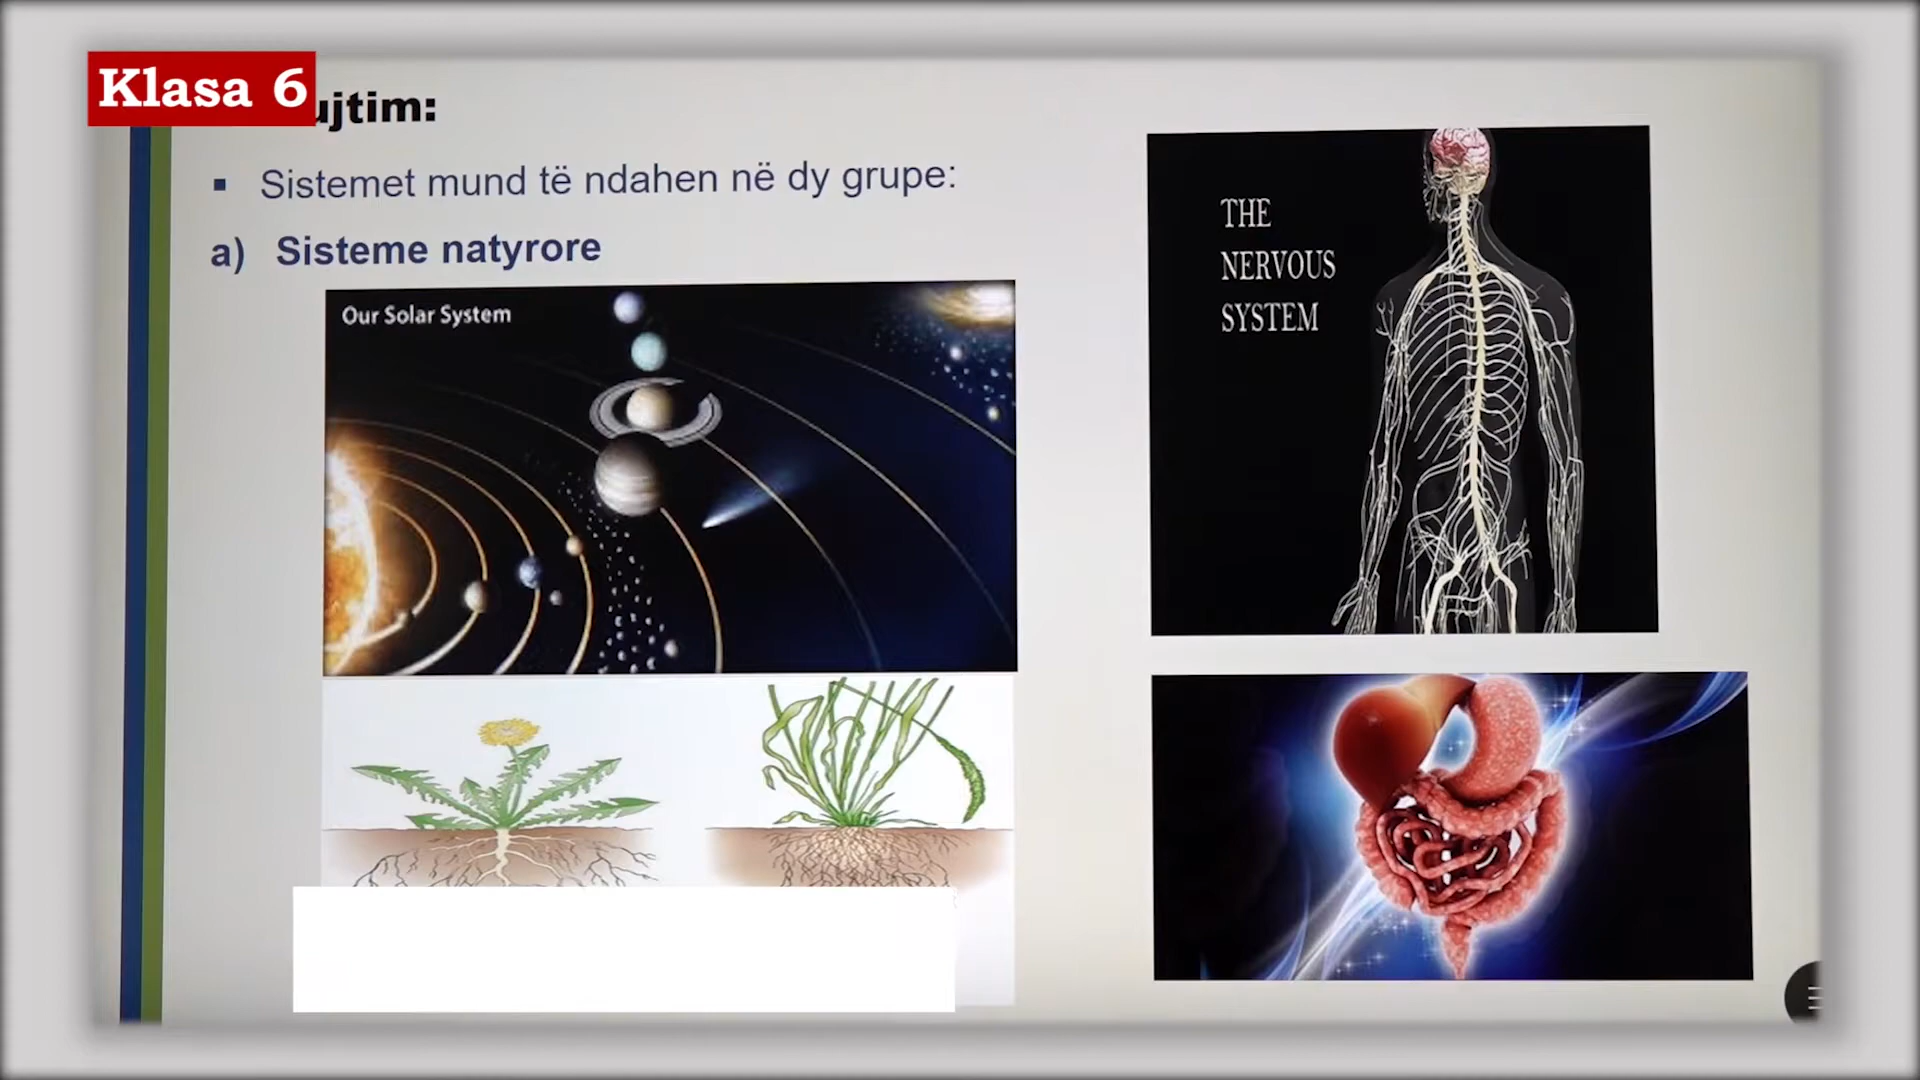 Klasa 6
ujtim:
▪ Sistemet mund të ndahen në dy grupe:
a) Sisteme natyrore
Our Solar System
THE
NERVOUS
SYSTEM